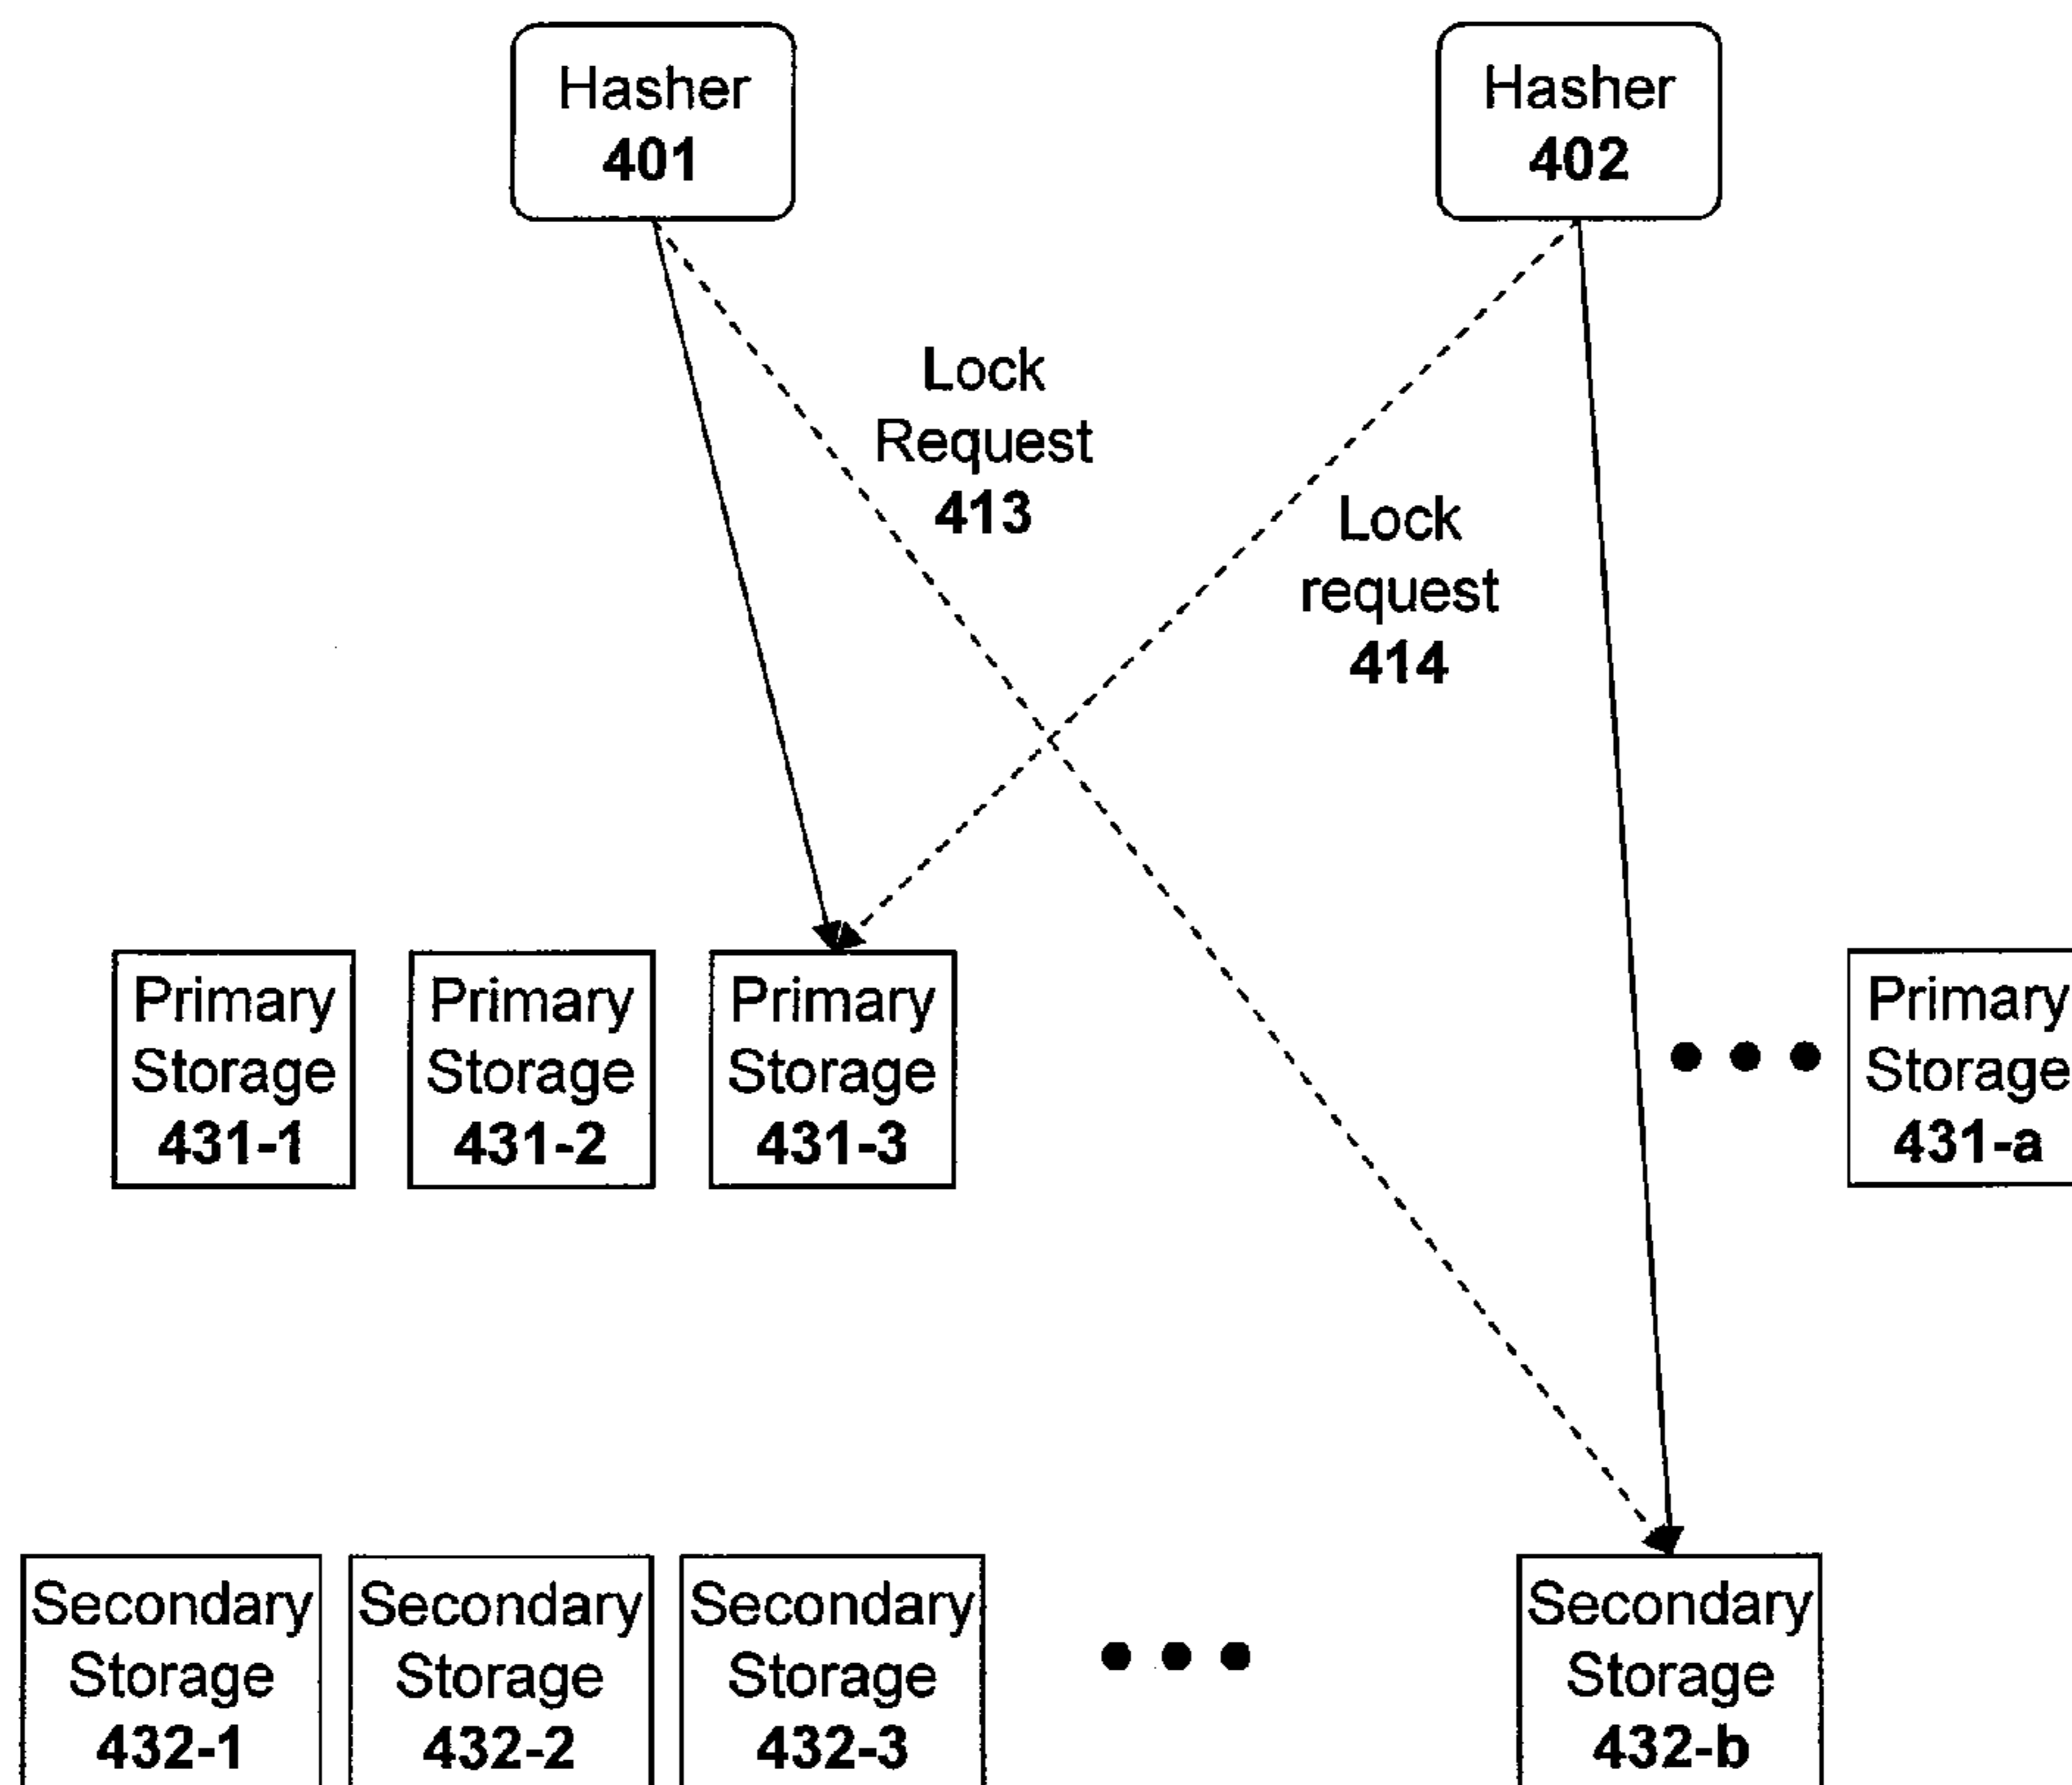 Hasher
401
Hasher
402
Lock
Request
413
Lock
request
414
Primary
Storage
431-1
Primary
Storage
431-2
Primary
Storage
431-3
Primary
Storage
431-a
Secondary
Storage
432-1
Secondary
Storage
432-2
Secondary
Storage
432-3
Secondary
Storage
432-b